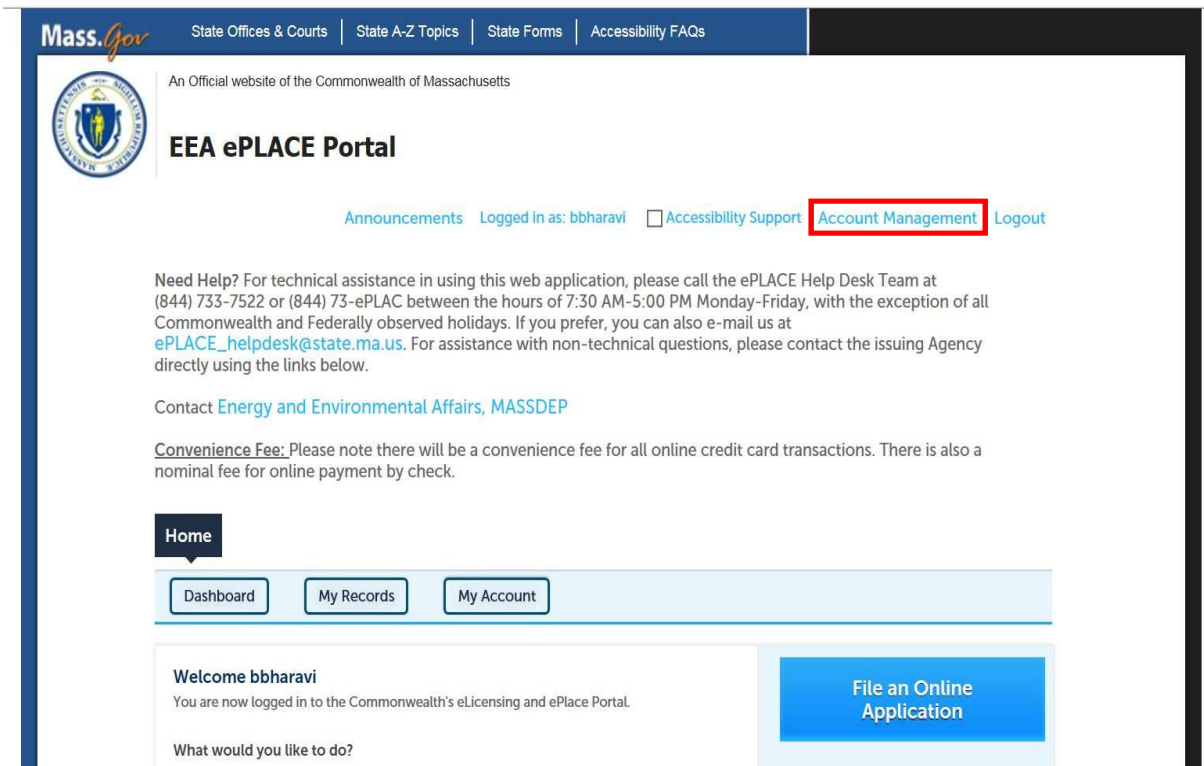 Mass.Gov State Offices & Courts State A-Z Topics State Forms Accessibility FAQs
An Official website of the Commonwealth of Massachusetts
EEA ePLACE Portal
Announcements Logged in as: bbharavi Accessibility Support Account Management Logout
Need Help? For technical assistance in using this web application, please call the ePLACE Help Desk Team at
(844) 733-7522 or (844) 73-ePLAC between the hours of 7:30 AM-5:00 PM Monday-Friday, with the exception of all
Commonwealth and Federally observed holidays. If you prefer, you can also e-mail us at
ePLACE_helpdesk@state.ma.us. For assistance with non-technical questions, please contact the issuing Agency
directly using the links below.
Contact Energy and Environmental Affairs, MASSDEP
Convenience Fee: Please note there will be a convenience fee for all online credit card transactions. There is also a
nominal fee for online payment by check.
Home
Dashboard My Records My Account
Welcome bbharavi
You are now logged in to the Commonwealth's eLicensing and ePlace Portal.
What would you like to do?
File an Online
Application